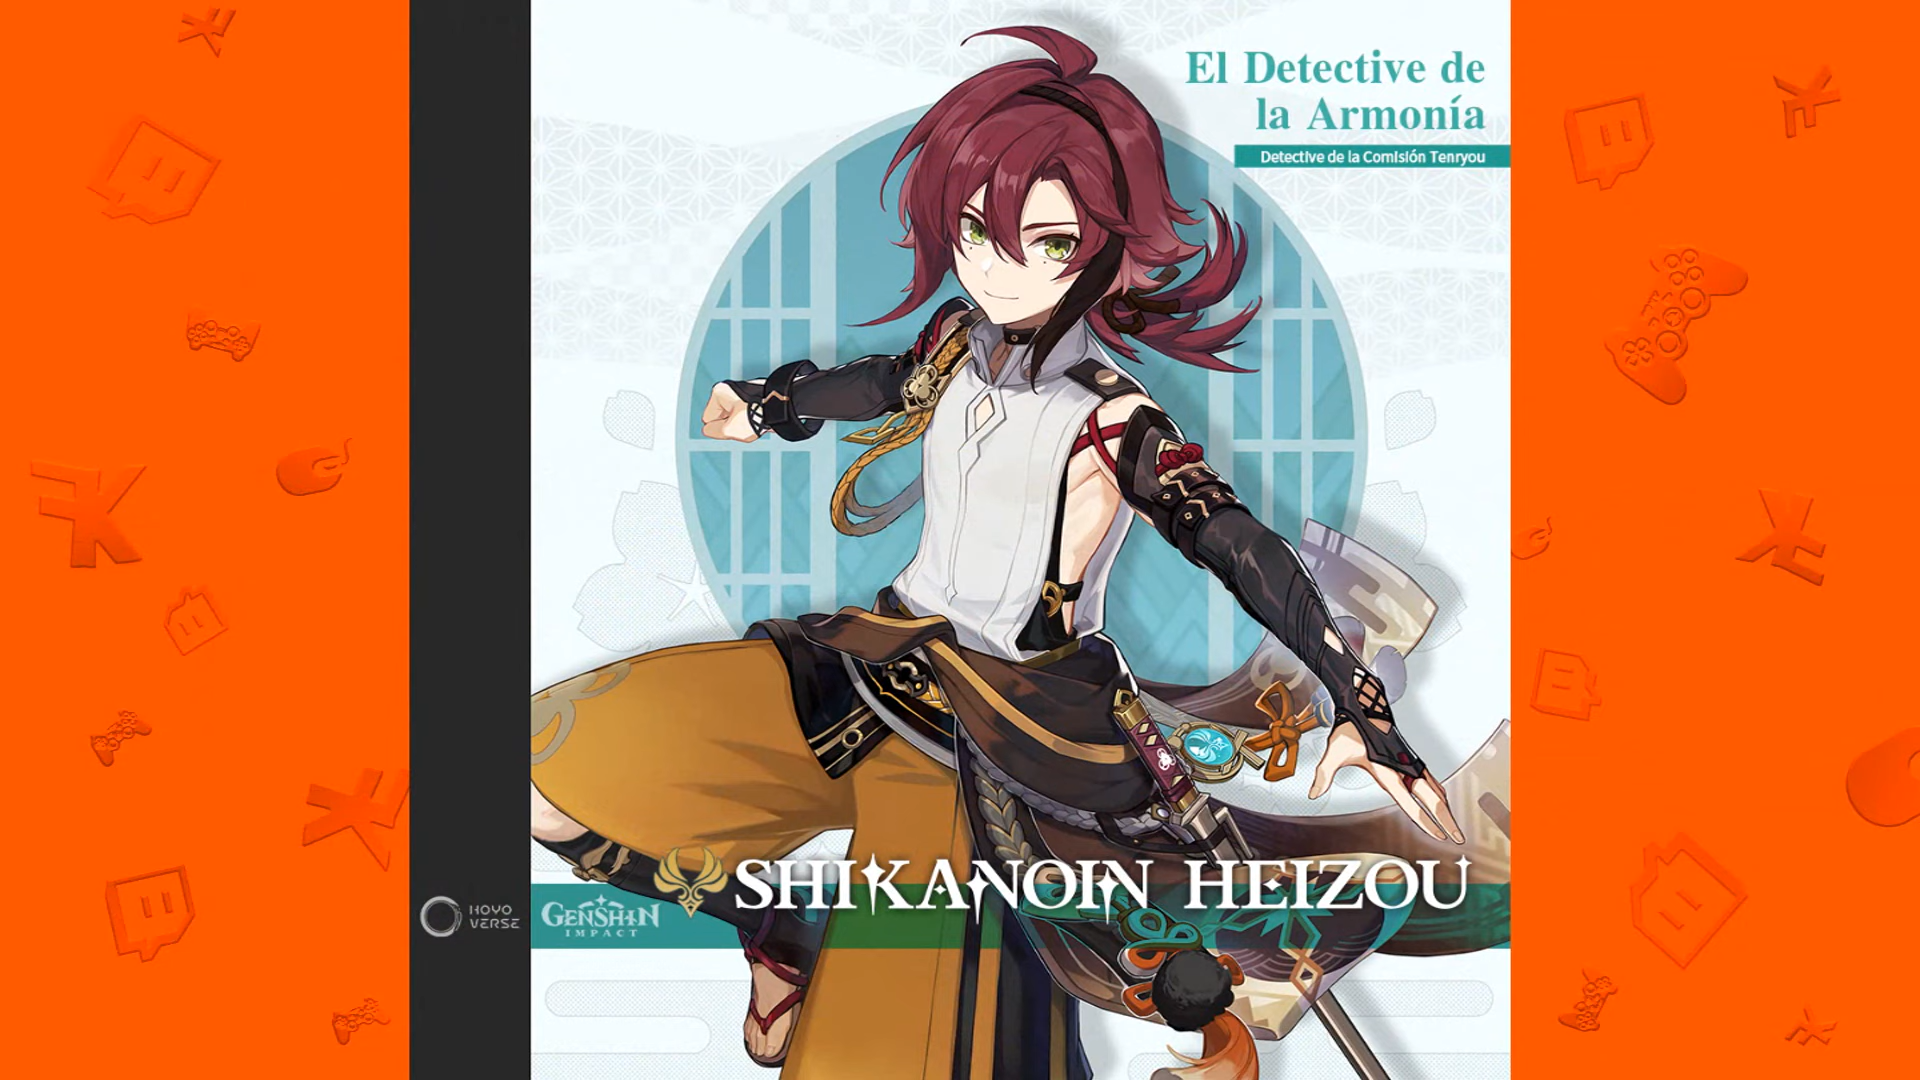 El Detective de
la Armonía
Detective de la Comisión Tenryou
SHIKANOIN HEIZOU
HOYO
VERSE
GENSHIN
IMPACT